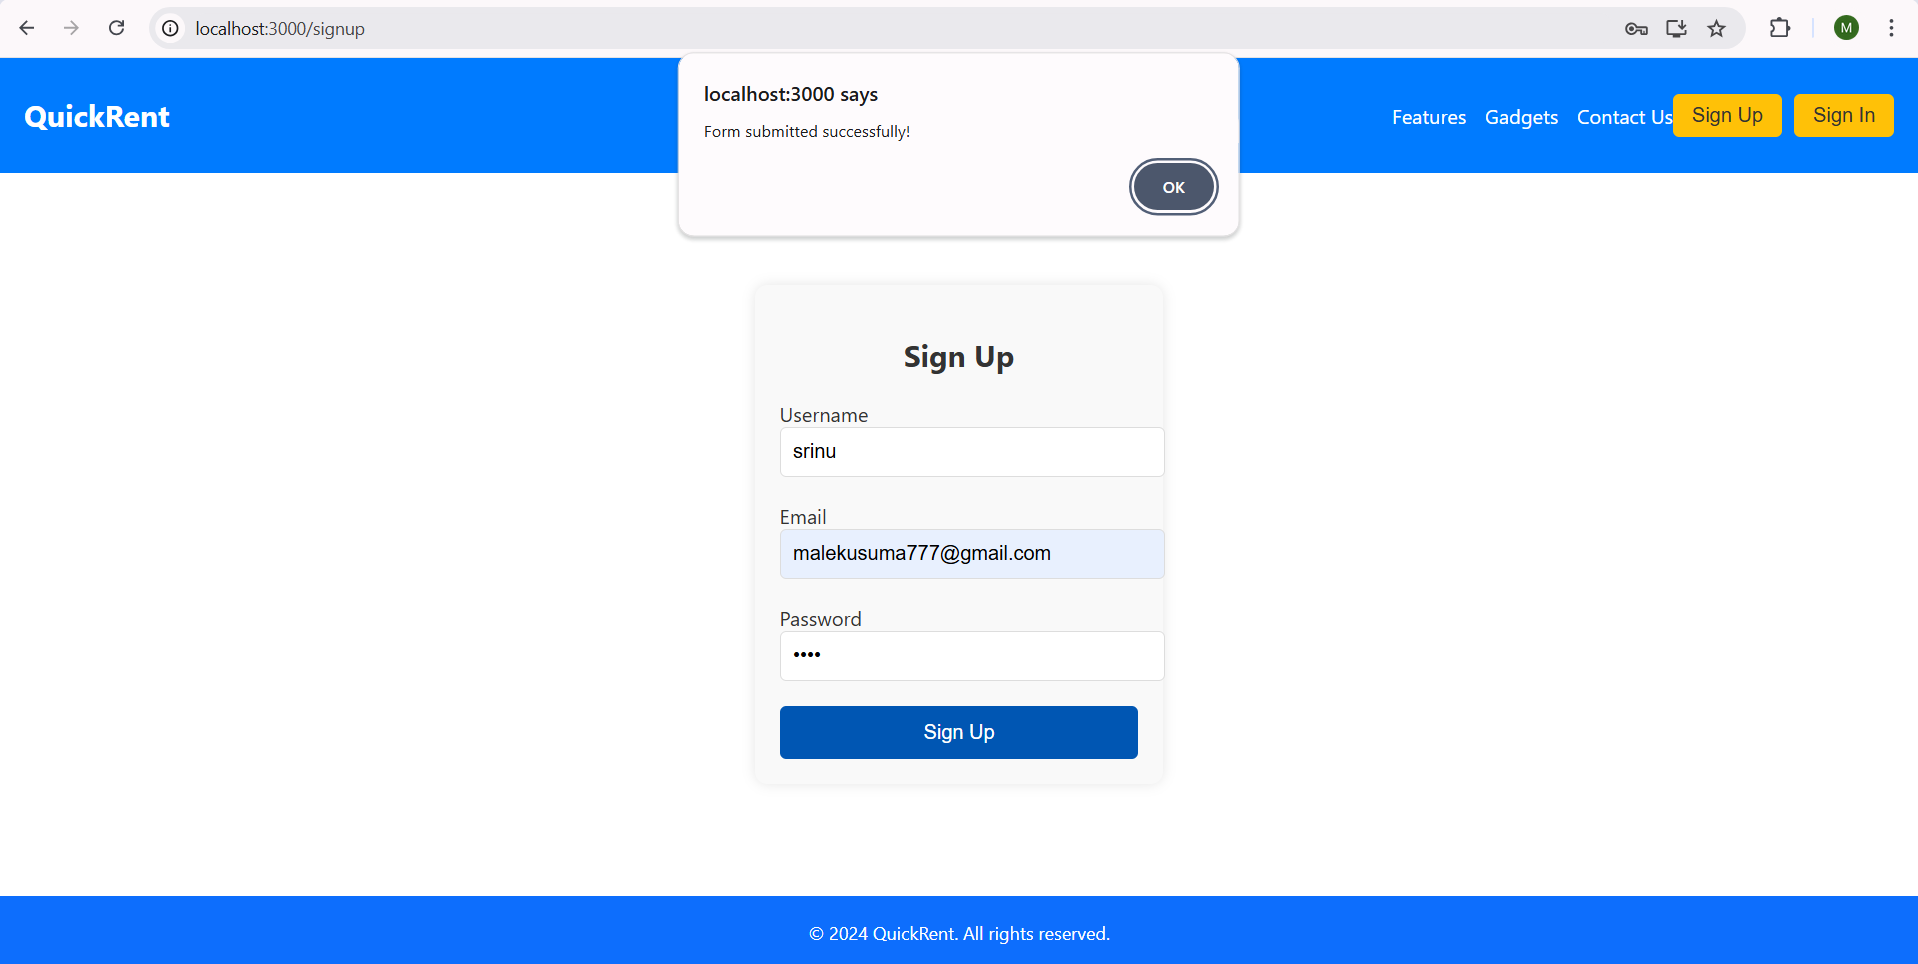 localhost:3000/signup
M
localhost:3000 says
Form submitted successfully!
OK
QuickRent
Features Gadgets Contact Us Sign Up Sign In
Sign Up
Username
srinu
Email
malekusuma777@gmail.com
Password
••••
Sign Up
© 2024 QuickRent. All rights reserved.